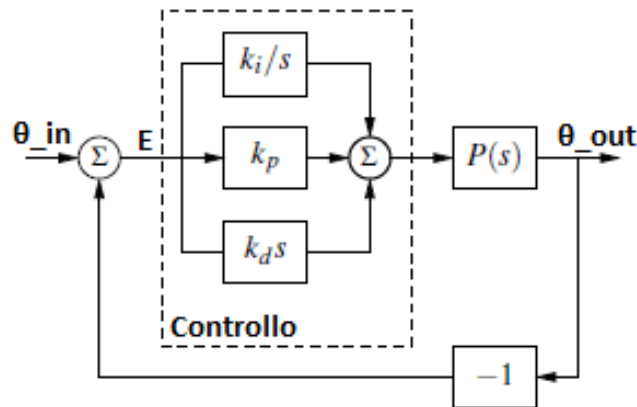 k_i/s
θ_in
Σ
E
k_p
Σ
P(s)
θ_out
k_d s
Controllo
−1